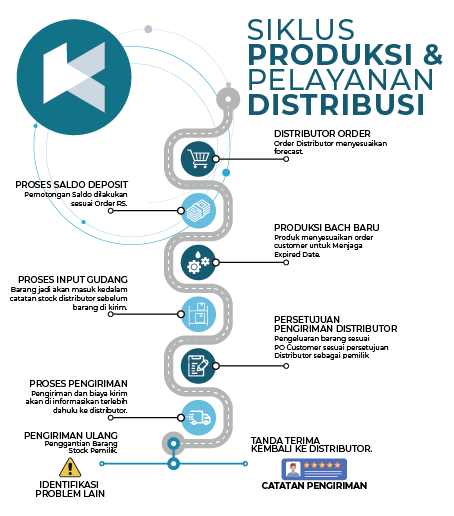 SIKLUS
PRODUKSI &
PELAYANAN
DISTRIBUSI
DISTRIBUTOR ORDER
Order Distributor menyesuaikan
forecast.
PROSES SALDO DEPOSIT
Pemotongan Saldo dilakukan
sesuai Order RS.
PRODUKSI BACH BARU
Produk menyesuaikan order
customer untuk Menjaga
Expired Date.
PROSES INPUT GUDANG
Barang jadi akan masuk kedalam
catatan stock distributor sebelum
barang di kirim.
PERSETUJUAN
PENGIRIMAN DISTRIBUTOR
Pengeluaran barang sesuai
PO Customer sesuai persetujuan
Distributor sebagai pemilik
PROSES PENGIRIMAN
Pengiriman dan biaya kirim
akan di informasikan terlebih
dahulu ke distributor.
PENGIRIMAN ULANG
Penggantian Barang
Stock Pemilik.
IDENTIFIKASI
PROBLEM LAIN
TANDA TERIMA
KEMBALI KE DISTRIBUTOR.
CATATAN PENGIRIMAN